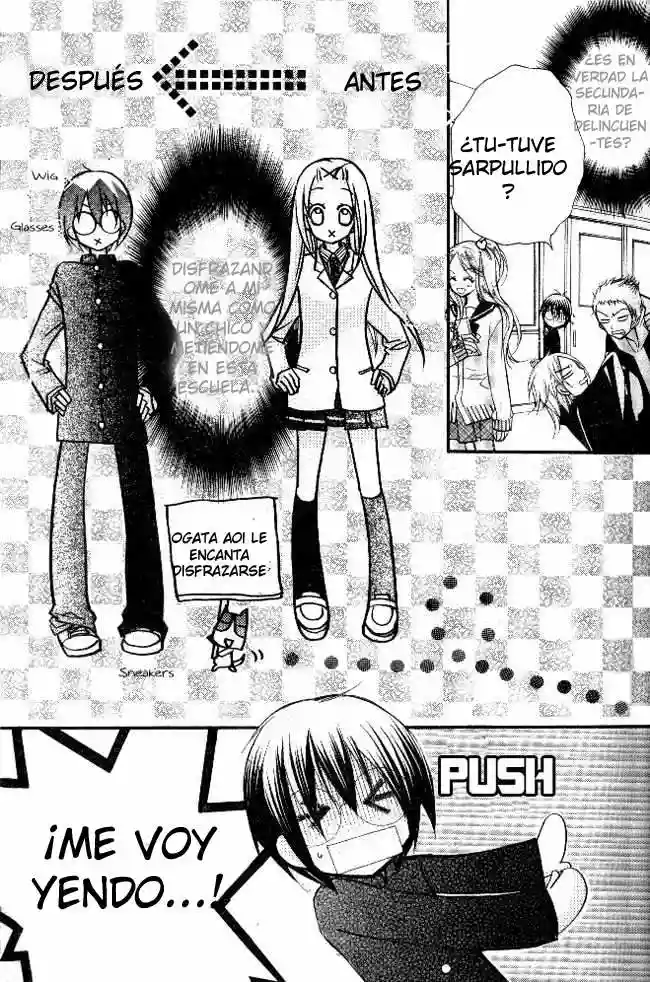 ¿ES EN
VERDAD LA
SECUNDA-
RIA DE
DELINCUEN
-TES?
¿TU-TUVE
SARPULLIDO
?
ANTES
DESPUÉS
Wig
Glasses
DISFRAZAND
OME A MI
MISMA COMO
UN CHICO Y
METIÉNDOME
EN ESTA
ESCUELA...
OGATA AOI LE
ENCANTA
DISFRAZARSE
Sneakers
PUSH
¡ME VOY
YENDO...!